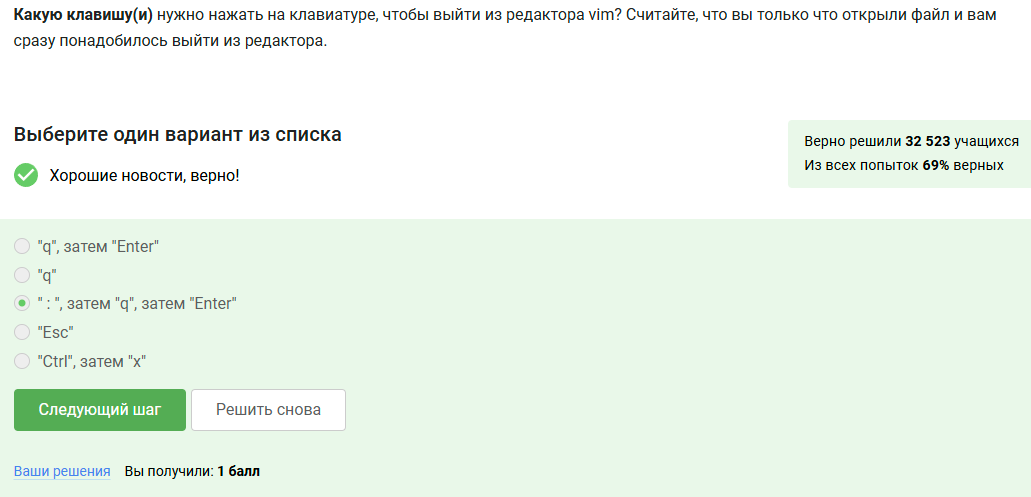 Какую клавишу(и) нужно нажать на клавиатуре, чтобы выйти из редактора vim? Считайте, что вы только что открыли файл и вам
сразу понадобилось выйти из редактора.
Выберите один вариант из списка
Хорошие новости, верно!
Верно решили 32 523 учащихся
Из всех попыток 69% верных
"q", затем "Enter"
"q"
" : ", затем "q", затем "Enter"
"Esc"
"Ctrl", затем "x"
Следующий шаг
Решить снова
Ваши решения Вы получили: 1 балл